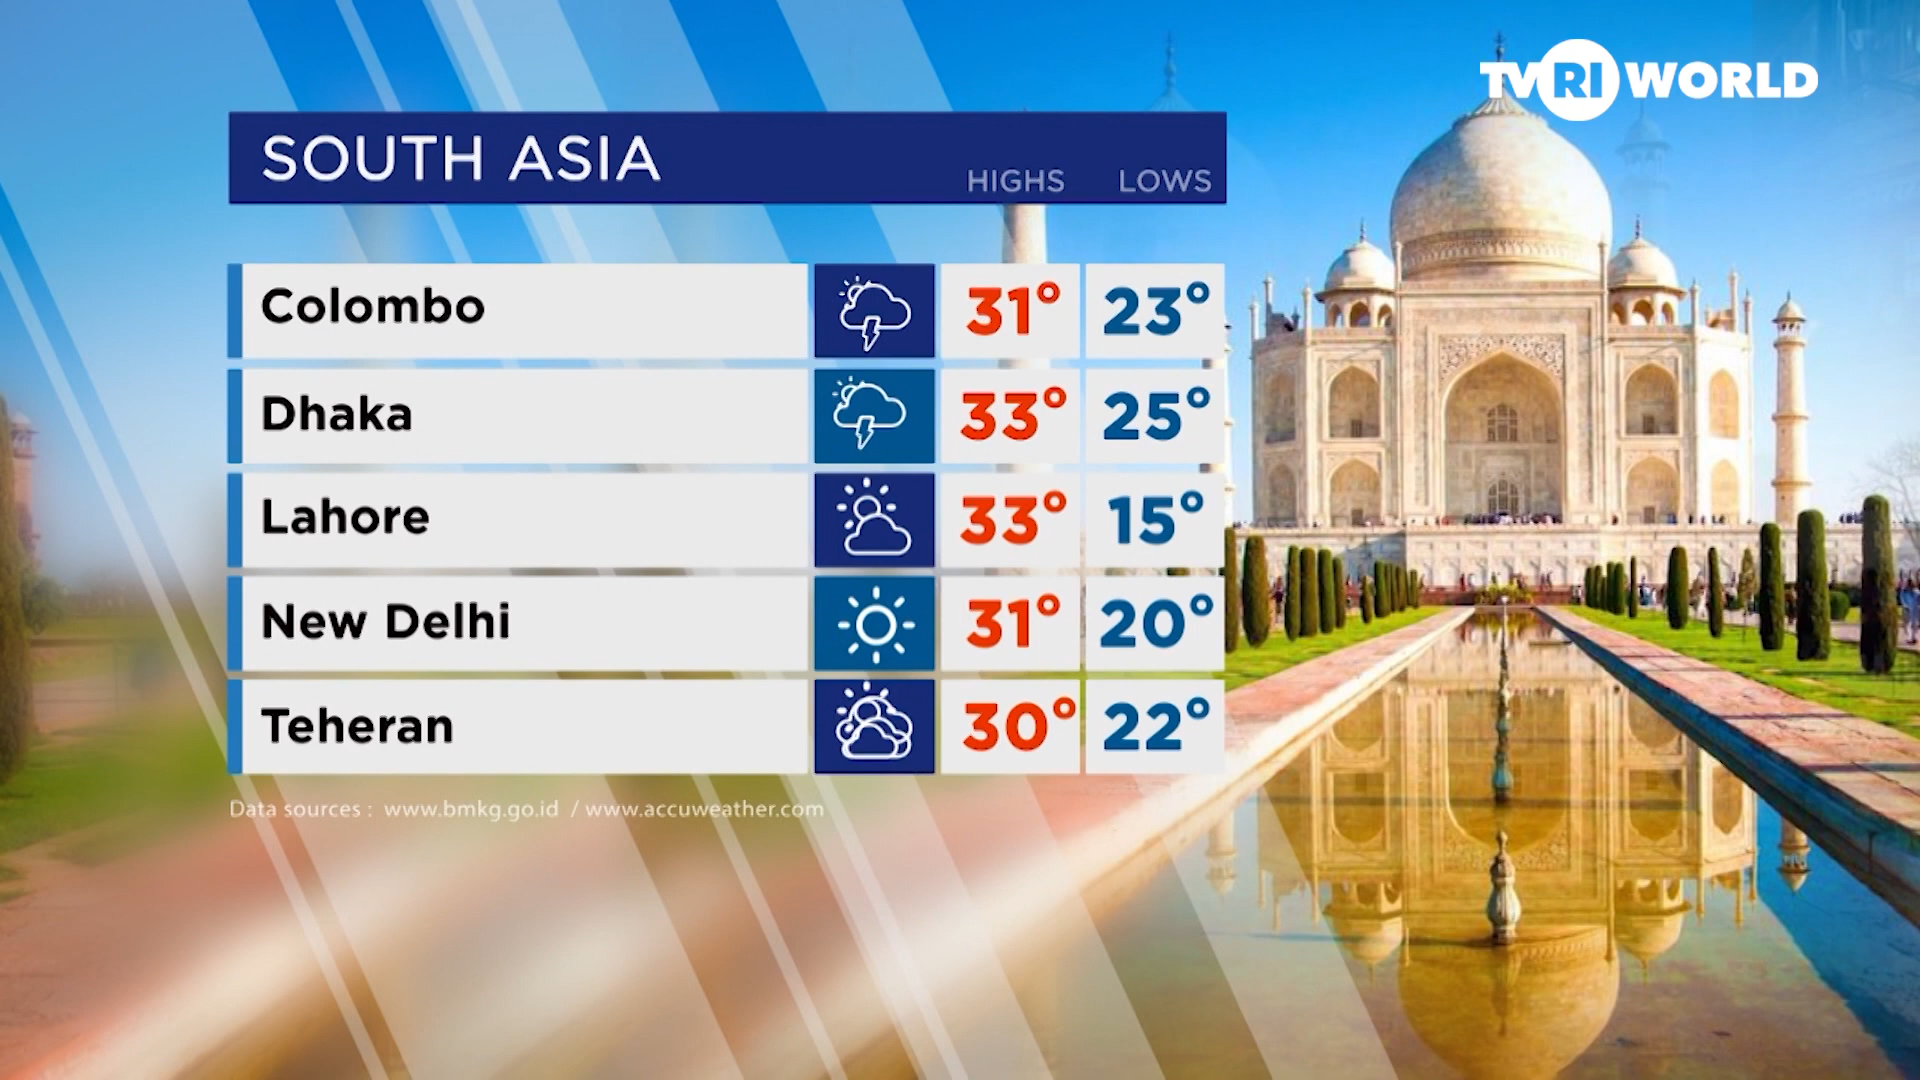 TVRI WORLD
SOUTH ASIA HIGHS LOWS
Colombo 31° 23°
Dhaka 33° 25°
Lahore 33° 15°
New Delhi 31° 20°
Teheran 30° 22°
Data sources : www.bmkg.go.id / www.accuweather.com